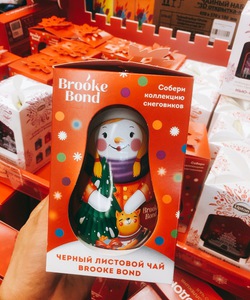 Brooke
Bond
Собери
коллекцию
снеговиков
Brooke
Bond
ЧЕРНЫЙ ЛИСТОВОЙ ЧАЙ
BROOKE BOND